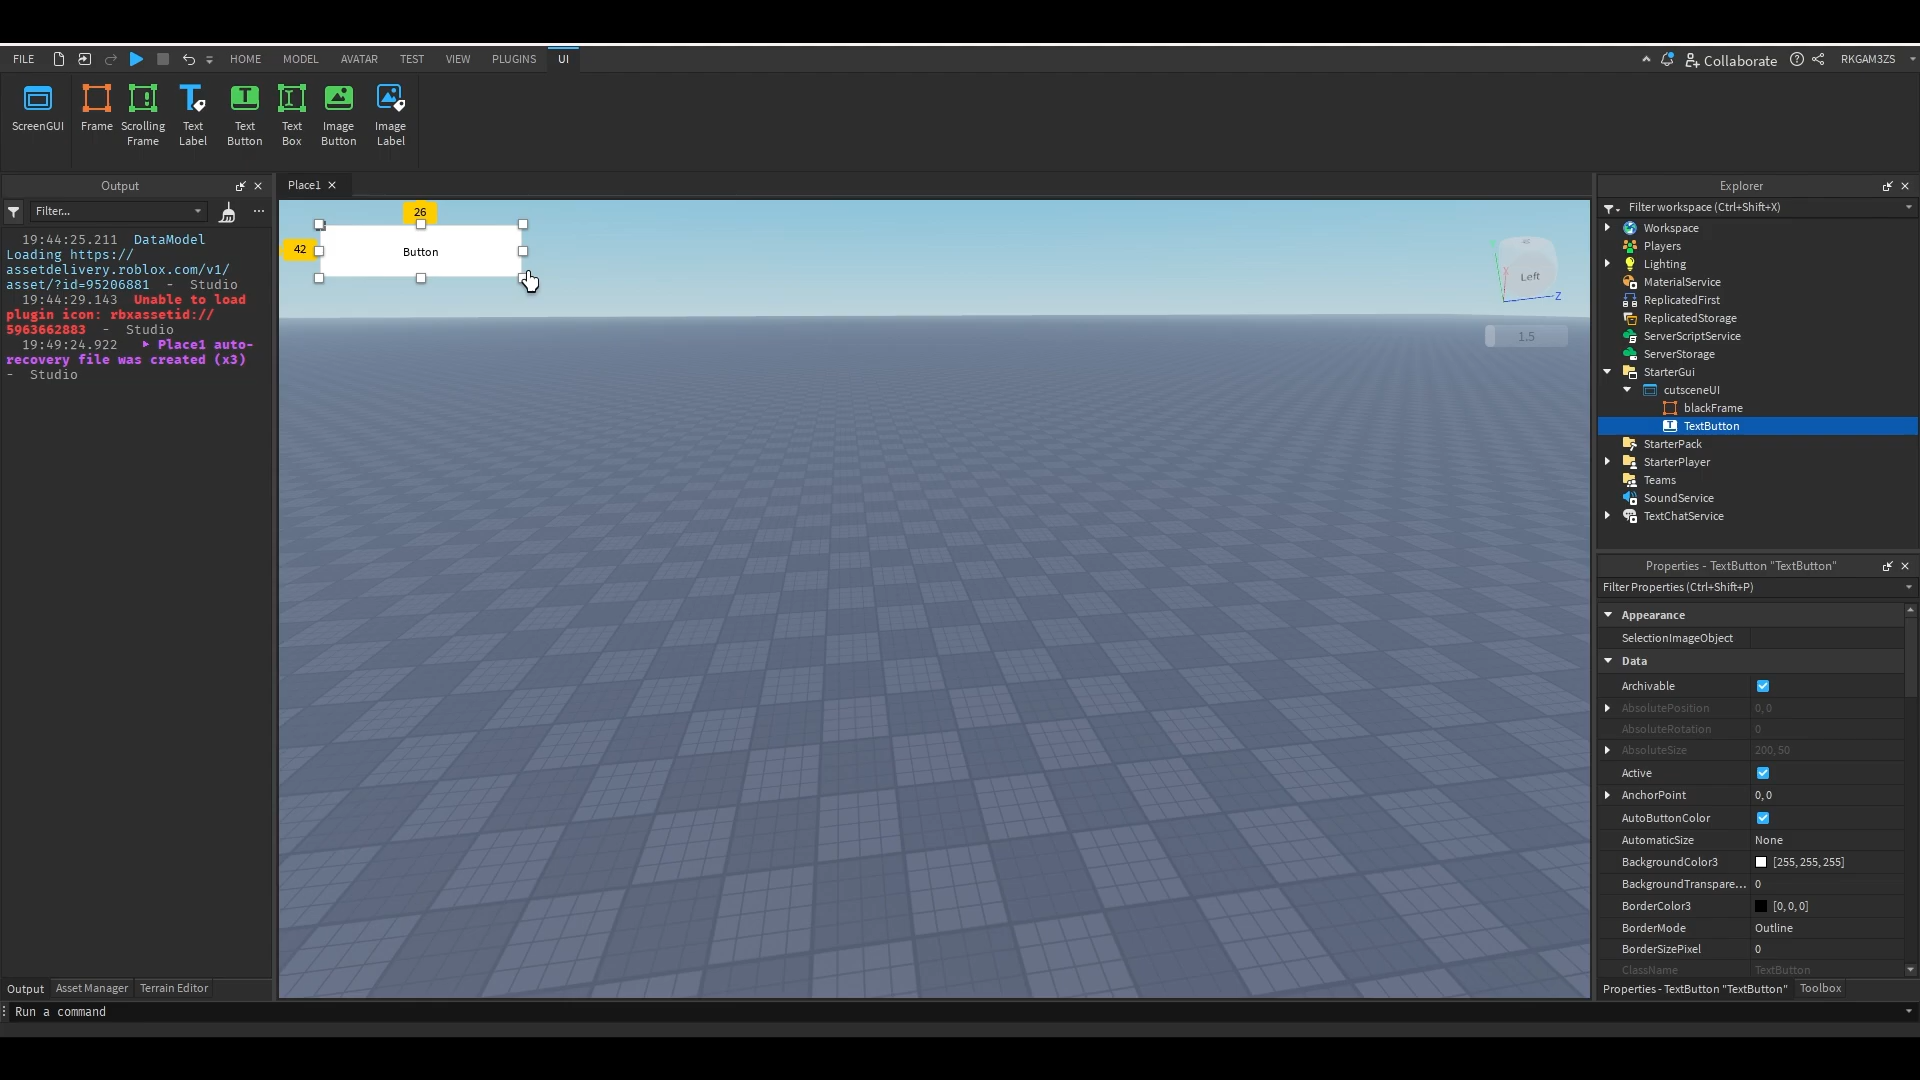 FILE HOME MODEL AVATAR TEST VIEW PLUGINS UI Collaborate RKGAM3ZS
ScreenGUI Frame Scrolling Frame Text Label Text Button Text Box Image Button Image Label
Output
Filter...
19:44:25.211 DataModel
Loading https://
assetdelivery.roblox.com/v1/
asset/?id=95206881 - Studio
19:44:29.143 Unable to load
plugin icon: rbxassetid://
5963662883 - Studio
19:49:24.922 ▶ Place1 auto-
recovery file was created (x3)
- Studio
Output Asset Manager Terrain Editor
Run a command
Place1
26
42
Button
Left
Z
1.5
Explorer
Filter workspace (Ctrl+Shift+X)
Workspace
Players
Lighting
MaterialService
ReplicatedFirst
ReplicatedStorage
ServerScriptService
ServerStorage
StarterGui
cutsceneUI
blackFrame
TextButton
StarterPack
StarterPlayer
Teams
SoundService
TextChatService
Properties - TextButton "TextButton"
Filter Properties (Ctrl+Shift+P)
Appearance
SelectionImageObject
Data
Archivable
AbsolutePosition 0, 0
AbsoluteRotation 0
AbsoluteSize 200, 50
Active
AnchorPoint 0, 0
AutoButtonColor
AutomaticSize None
BackgroundColor3 [255, 255, 255]
BackgroundTranspare... 0
BorderColor3 [0, 0, 0]
BorderMode Outline
BorderSizePixel 0
ClassName TextButton
Properties - TextButton "TextButton" Toolbox